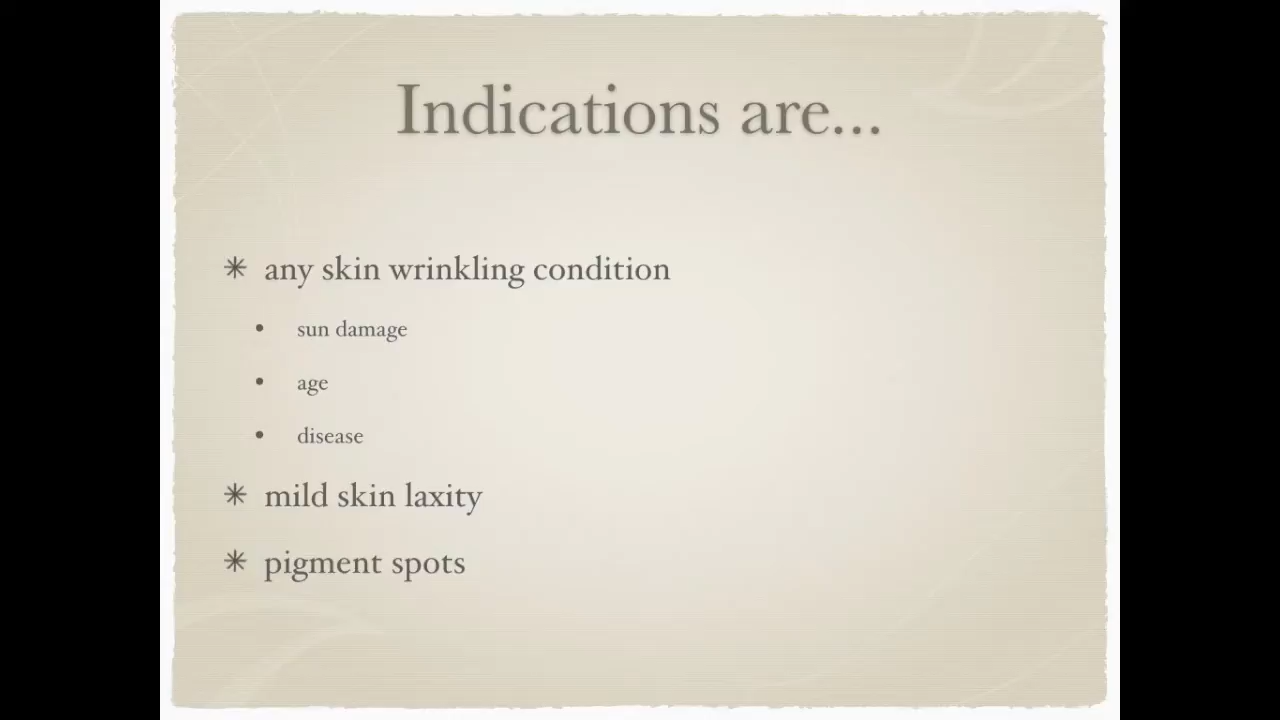 Indications are...
✳ any skin wrinkling condition
• sun damage
• age
• disease
✳ mild skin laxity
✳ pigment spots